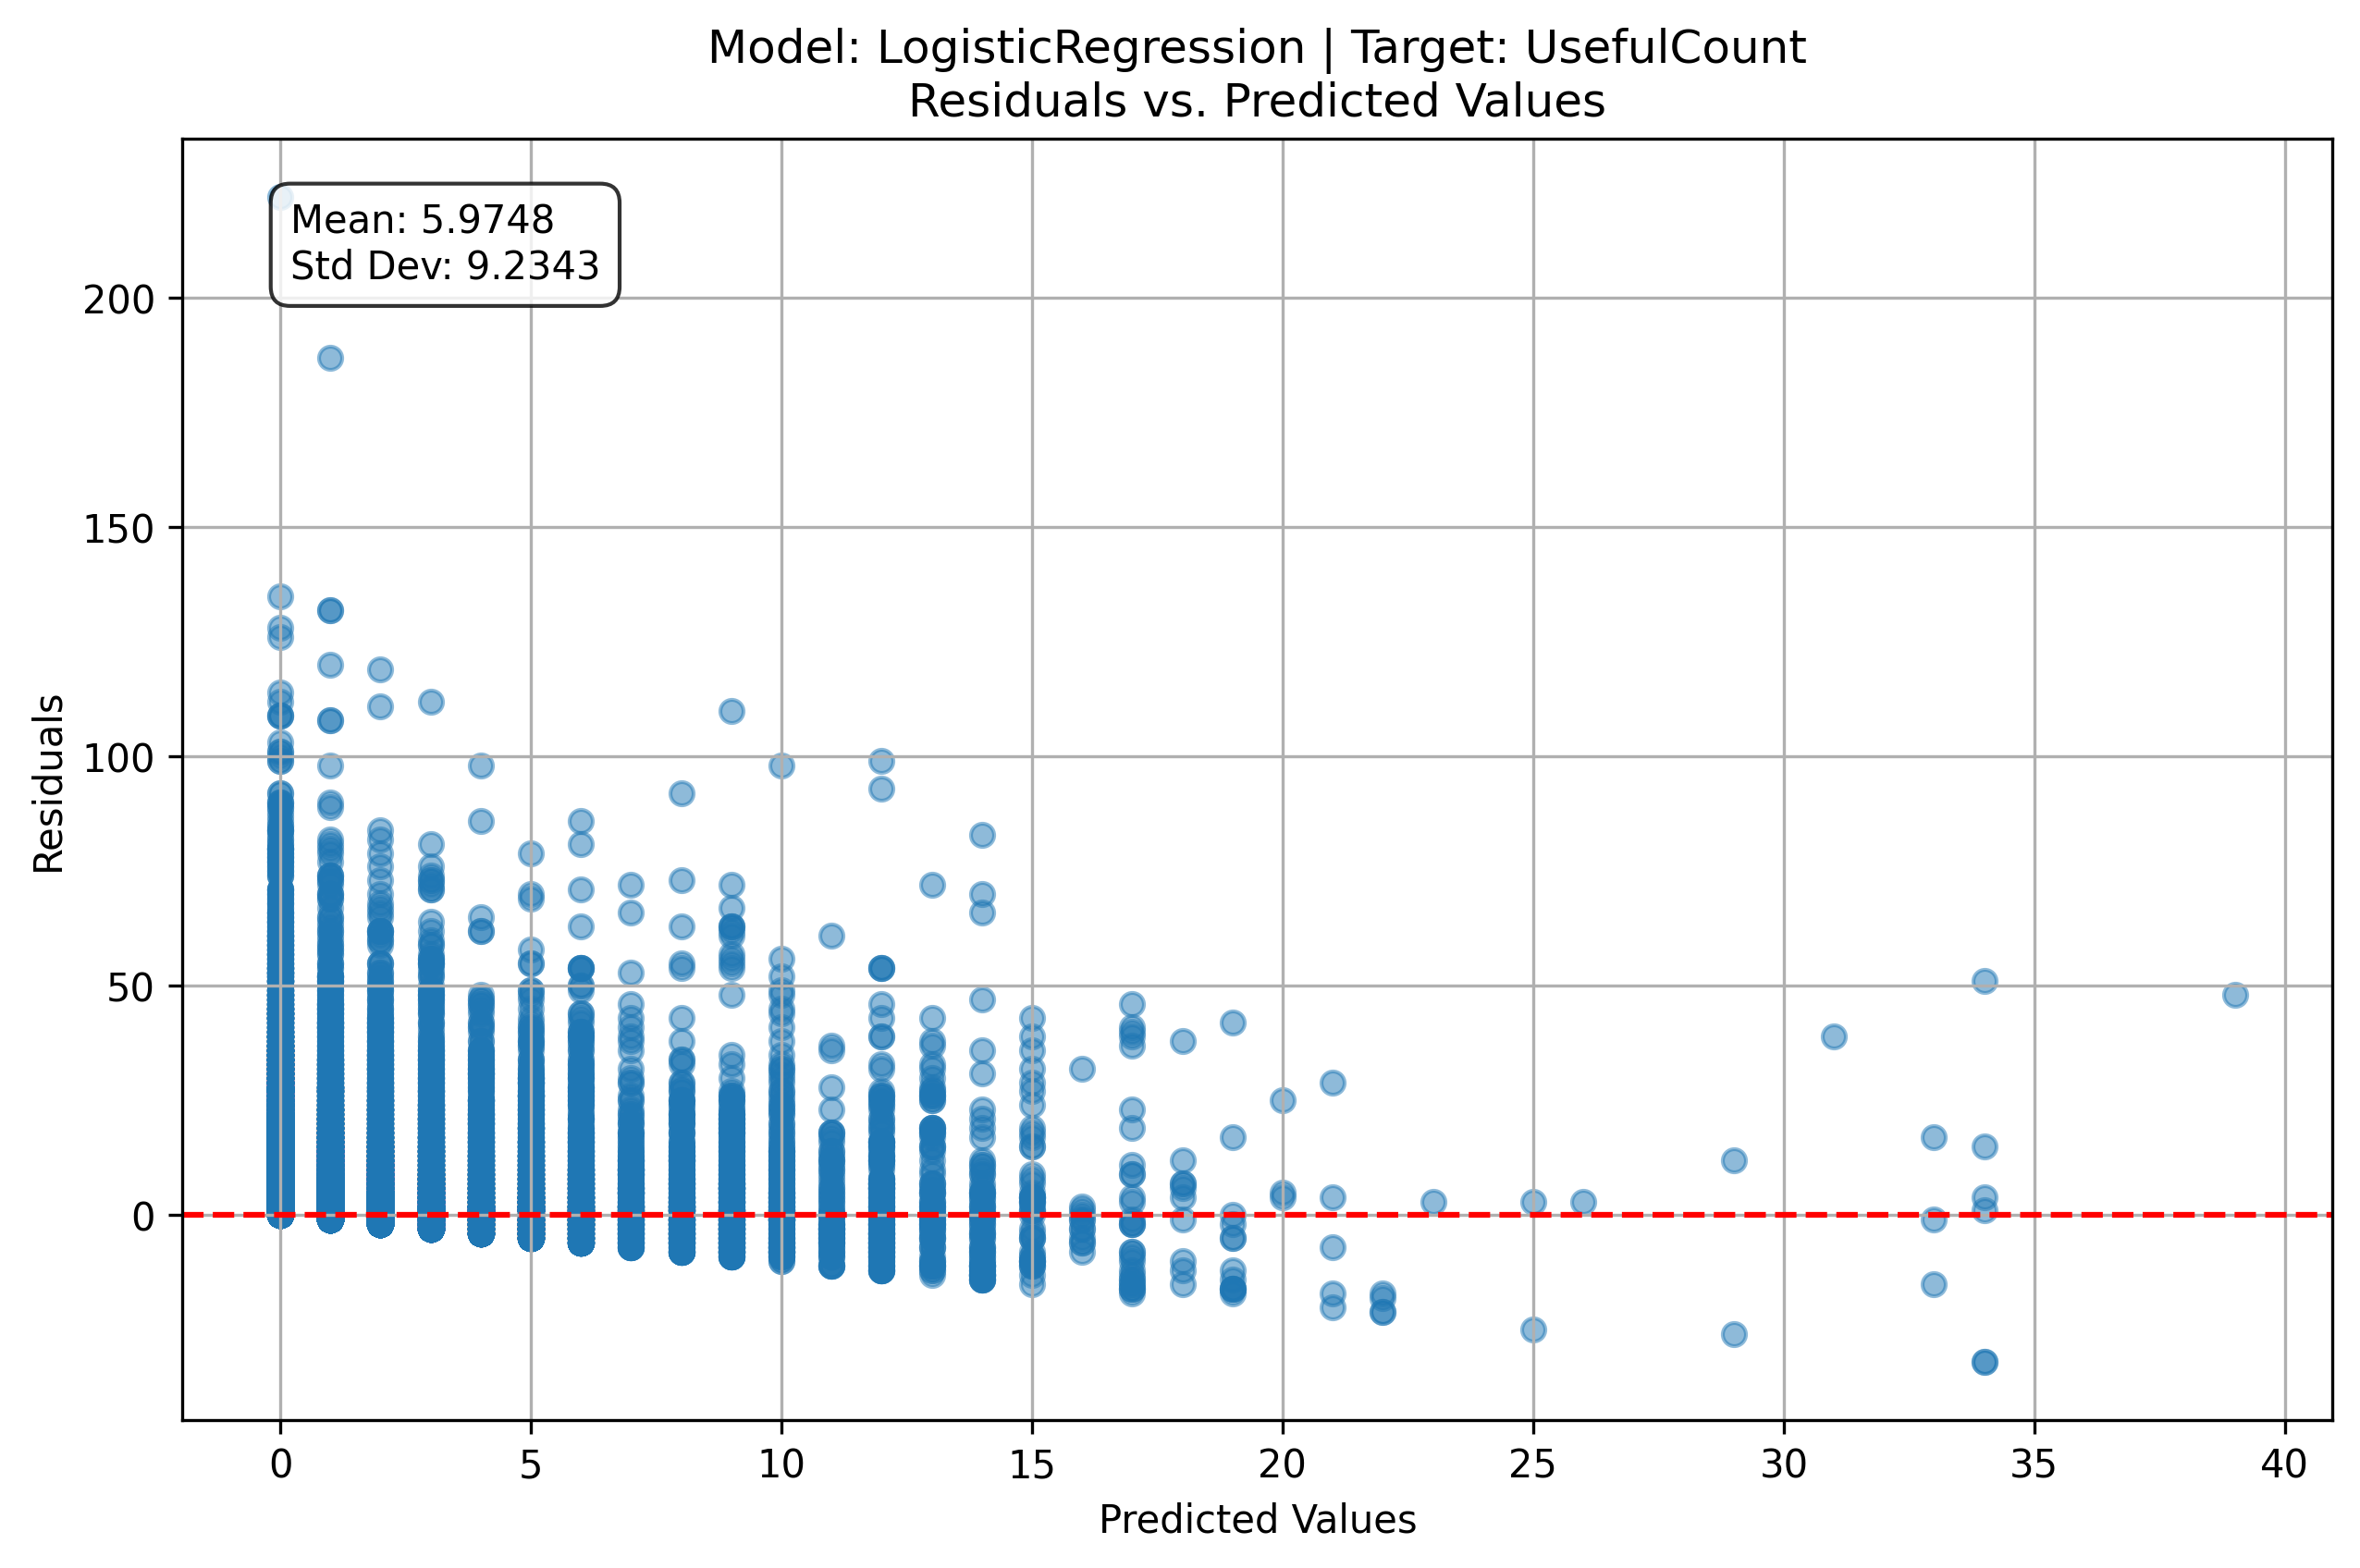 Model: LogisticRegression | Target: UsefulCount
Residuals vs. Predicted Values
Mean: 5.9748
Std Dev: 9.2343
Residuals
200
150
100
50
0
0 5 10 15 20 25 30 35 40
Predicted Values